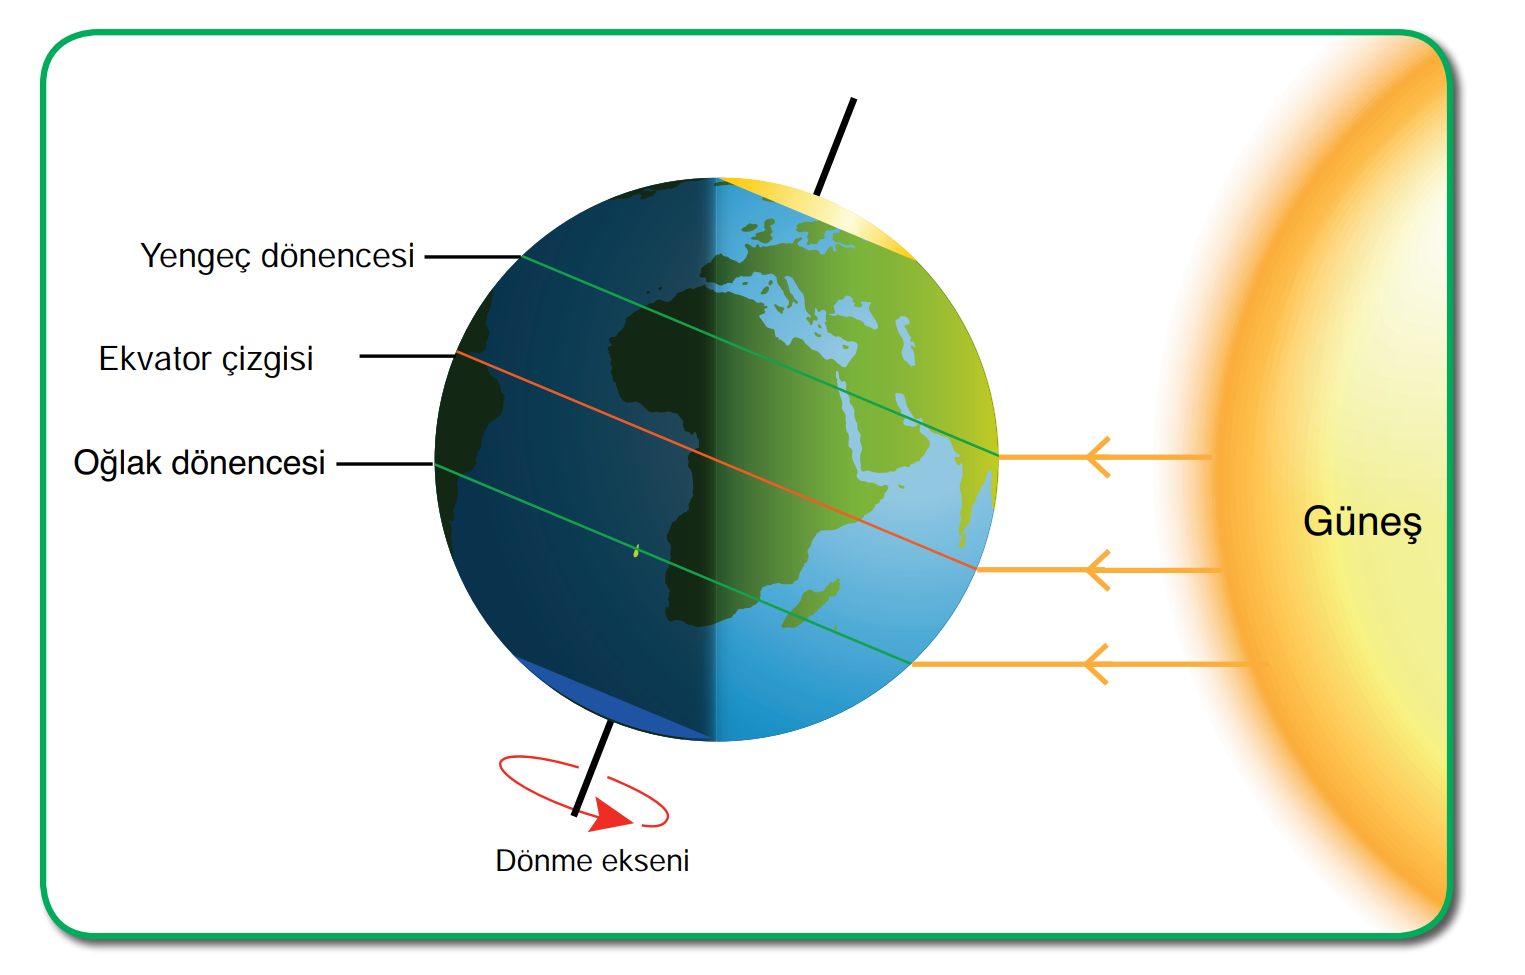 Yengeç dönencesi
Ekvator çizgisi
Oğlak dönencesi
Güneş
Dönme ekseni